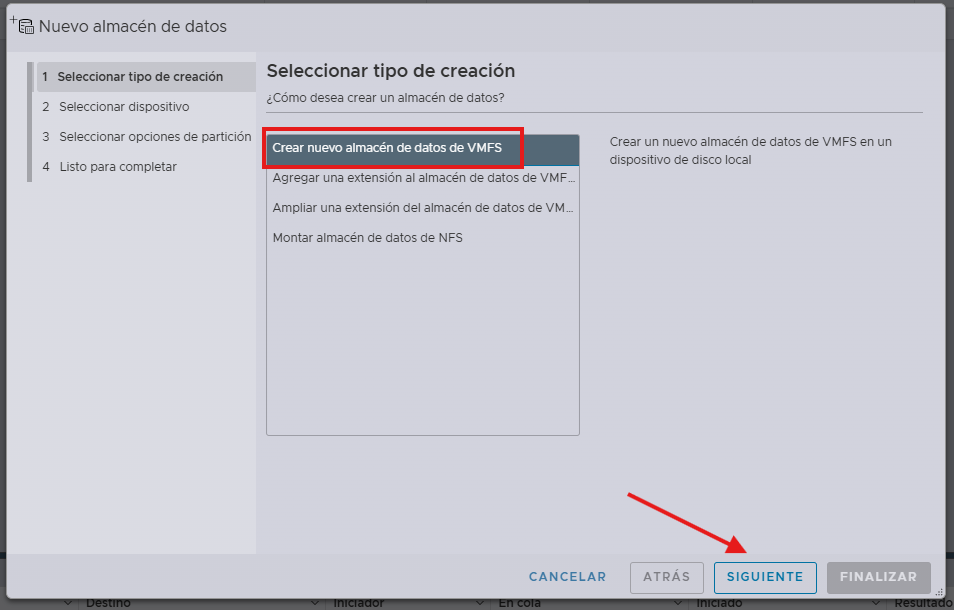 Nuevo almacén de datos
1 Seleccionar tipo de creación
2 Seleccionar dispositivo
3 Seleccionar opciones de partición
4 Listo para completar
Seleccionar tipo de creación
¿Cómo desea crear un almacén de datos?
Crear nuevo almacén de datos de VMFS
Agregar una extensión al almacén de datos de VMF...
Ampliar una extensión del almacén de datos de VM...
Montar almacén de datos de NFS
Crear un nuevo almacén de datos de VMFS en un
dispositivo de disco local
CANCELAR
ATRÁS
SIGUIENTE
FINALIZAR
Destino
Iniciador
En cola
Iniciado
Resultado